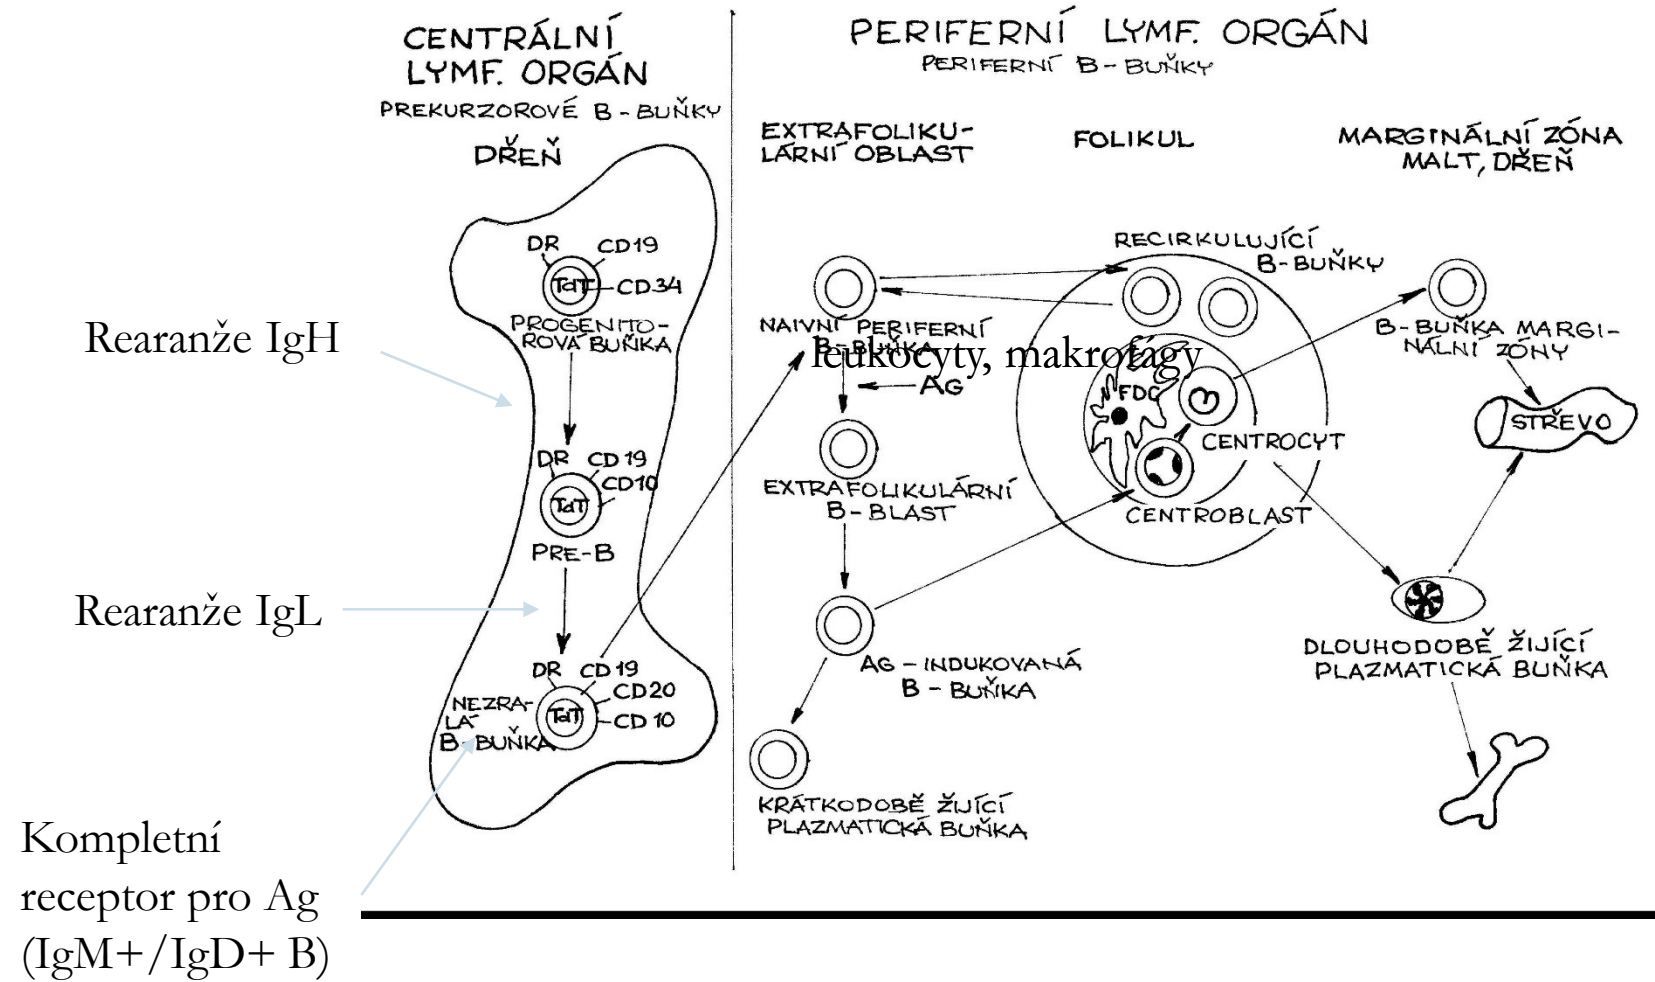 CENTRÁLNÍ
LYMF. ORGÁN
PREKURZOROVÉ B-BUŇKY
DŘEŇ
DR CD19
TdT CD34
PROGENITO-
ROVÁ BUŇKA
Rearanže IgH
DR CD19
CD10
TdT
PRE-B
Rearanže IgL
DR CD19
CD20
TdT CD10
NEZRA-
LÁ
B-BUŇKA
Kompletní
receptor pro Ag
(IgM+/IgD+ B)
PERIFERNÍ LYMF. ORGÁN
PERIFERNÍ B-BUŇKY
EXTRAFOLIKU-
LÁRNÍ OBLAST
FOLIKUL
MARGINÁLNÍ ZÓNA
MALT, DŘEŇ
RECIRKULUJÍCÍ
B-BUŇKY
NAIVNÍ PERIFERNÍ
B-BUŇKA
leukocyty, makrofágy
AG
FDC
CENTROCYT
CENTROBLAST
EXTRAFOLIKULÁRNÍ
B-BLAST
AG-INDUKOVANÁ
B-BUŇKA
KRÁTKODOBĚ ŽIJÍCÍ
PLAZMATICKÁ BUŇKA
B-BUŇKA MARGI-
NÁLNÍ ZÓNY
STŘEVO
DLOUHODOBĚ ŽIJÍCÍ
PLAZMATICKÁ BUŇKA